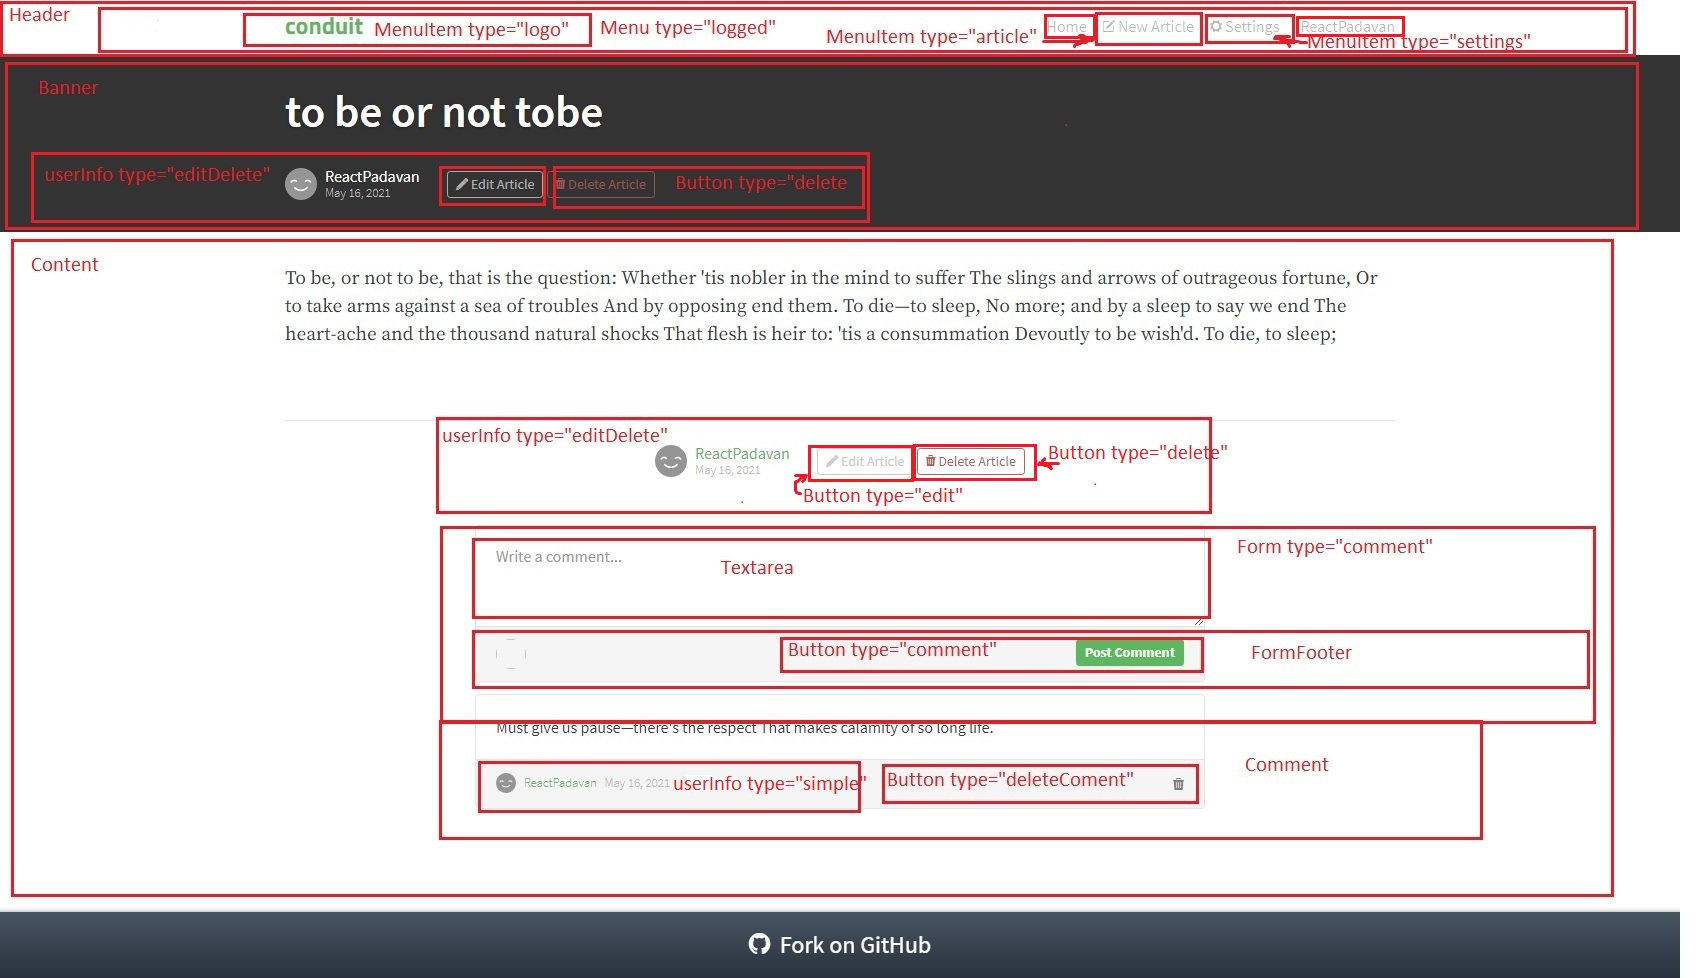 Header
conduit MenuItem type="logo" Menu type="logged" MenuItem type="article" Home New Article Settings ReactPadavan
MenuItem type="settings"
Banner
to be or not tobe
userInfo type="editDelete" ReactPadavan
May 16, 2021
Edit Article Delete Article Button type="delete
Content
To be, or not to be, that is the question: Whether 'tis nobler in the mind to suffer The slings and arrows of outrageous fortune, Or
to take arms against a sea of troubles And by opposing end them. To die—to sleep, No more; and by a sleep to say we end The
heart-ache and the thousand natural shocks That flesh is heir to: 'tis a consummation Devoutly to be wish'd. To die, to sleep;
userInfo type="editDelete"
ReactPadavan
May 16, 2021
Edit Article Delete Article Button type="delete"
Button type="edit"
Write a comment...
Textarea
Form type="comment"
Button type="comment" Post Comment FormFooter
Must give us pause—there's the respect That makes calamity of so long life.
Comment
ReactPadavan May 16, 2021 userInfo type="simple" Button type="deleteComent"
Fork on GitHub